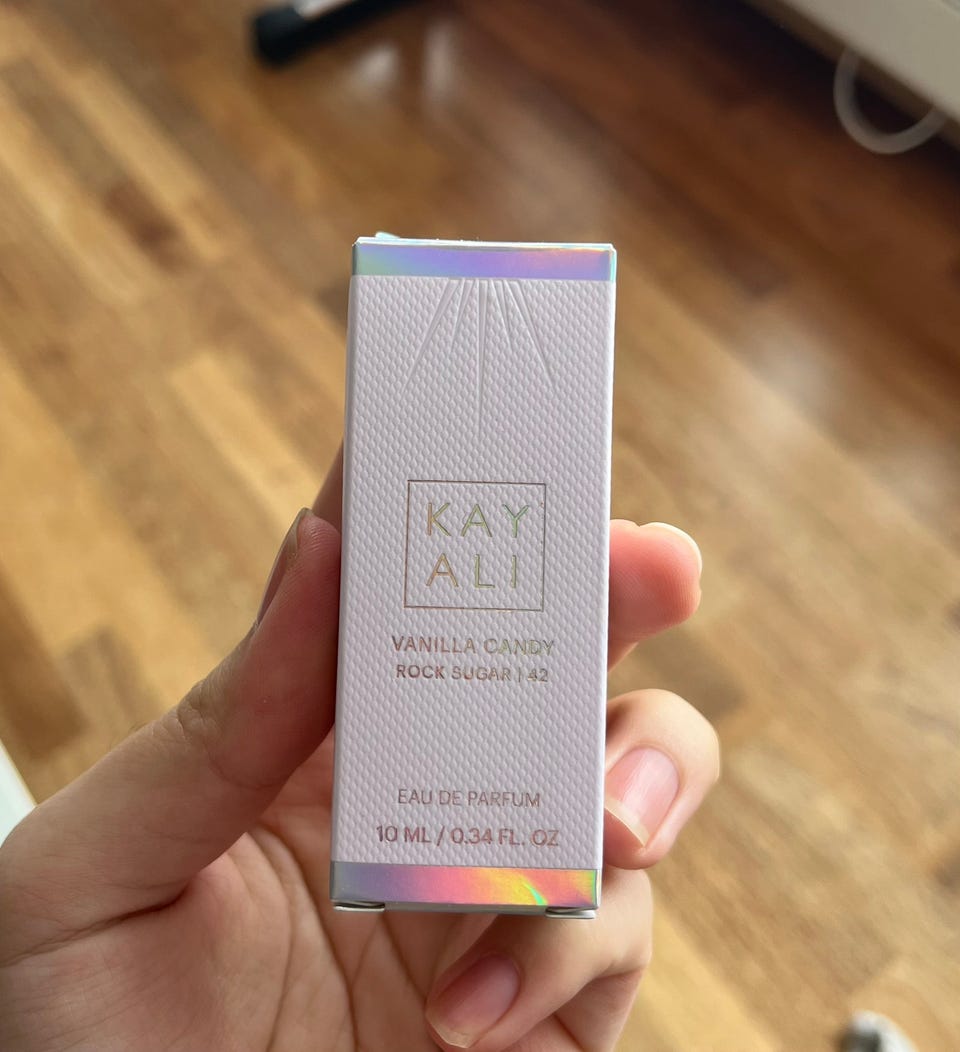 KAY
ALI
VANILLA CANDY
ROCK SUGAR | 42
EAU DE PARFUM
10 ML / 0.34 FL. OZ